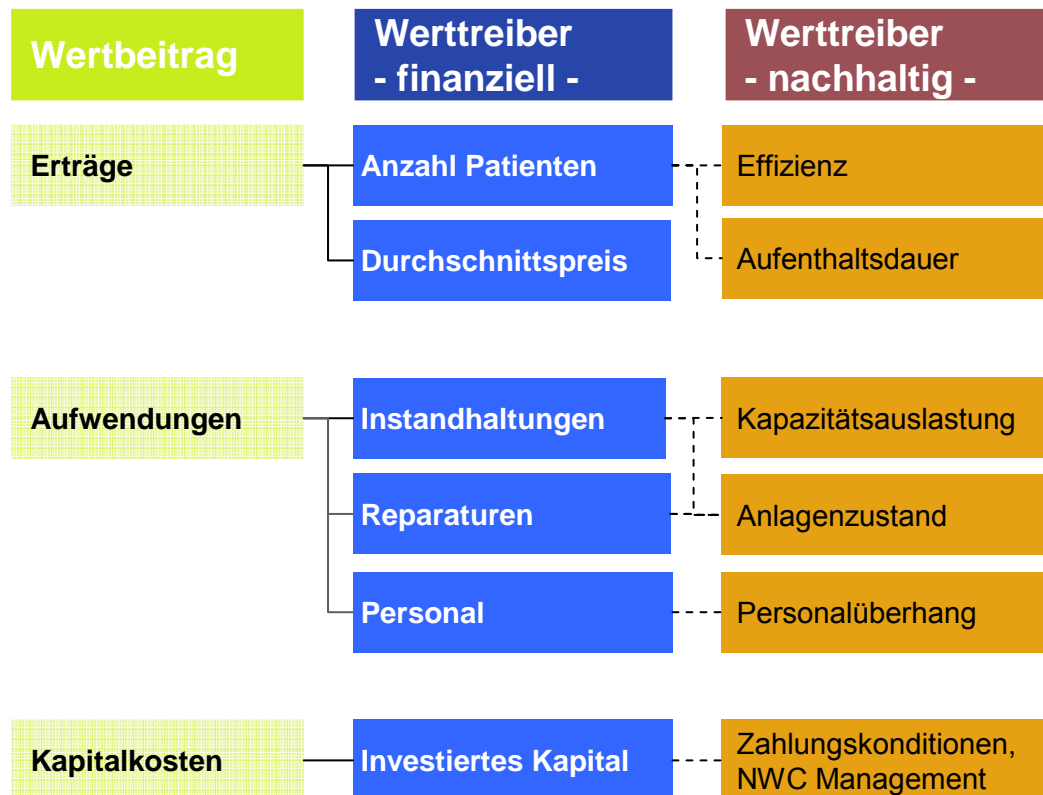 Wertbeitrag
Werttreiber
- finanziell -
Werttreiber
- nachhaltig -
Erträge
Anzahl Patienten
Effizienz
Durchschnittspreis
Aufenthaltsdauer
Aufwendungen
Instandhaltungen
Kapazitätsauslastung
Reparaturen
Anlagenzustand
Personal
Personalüberhang
Kapitalkosten
Investiertes Kapital
Zahlungskonditionen,
NWC Management